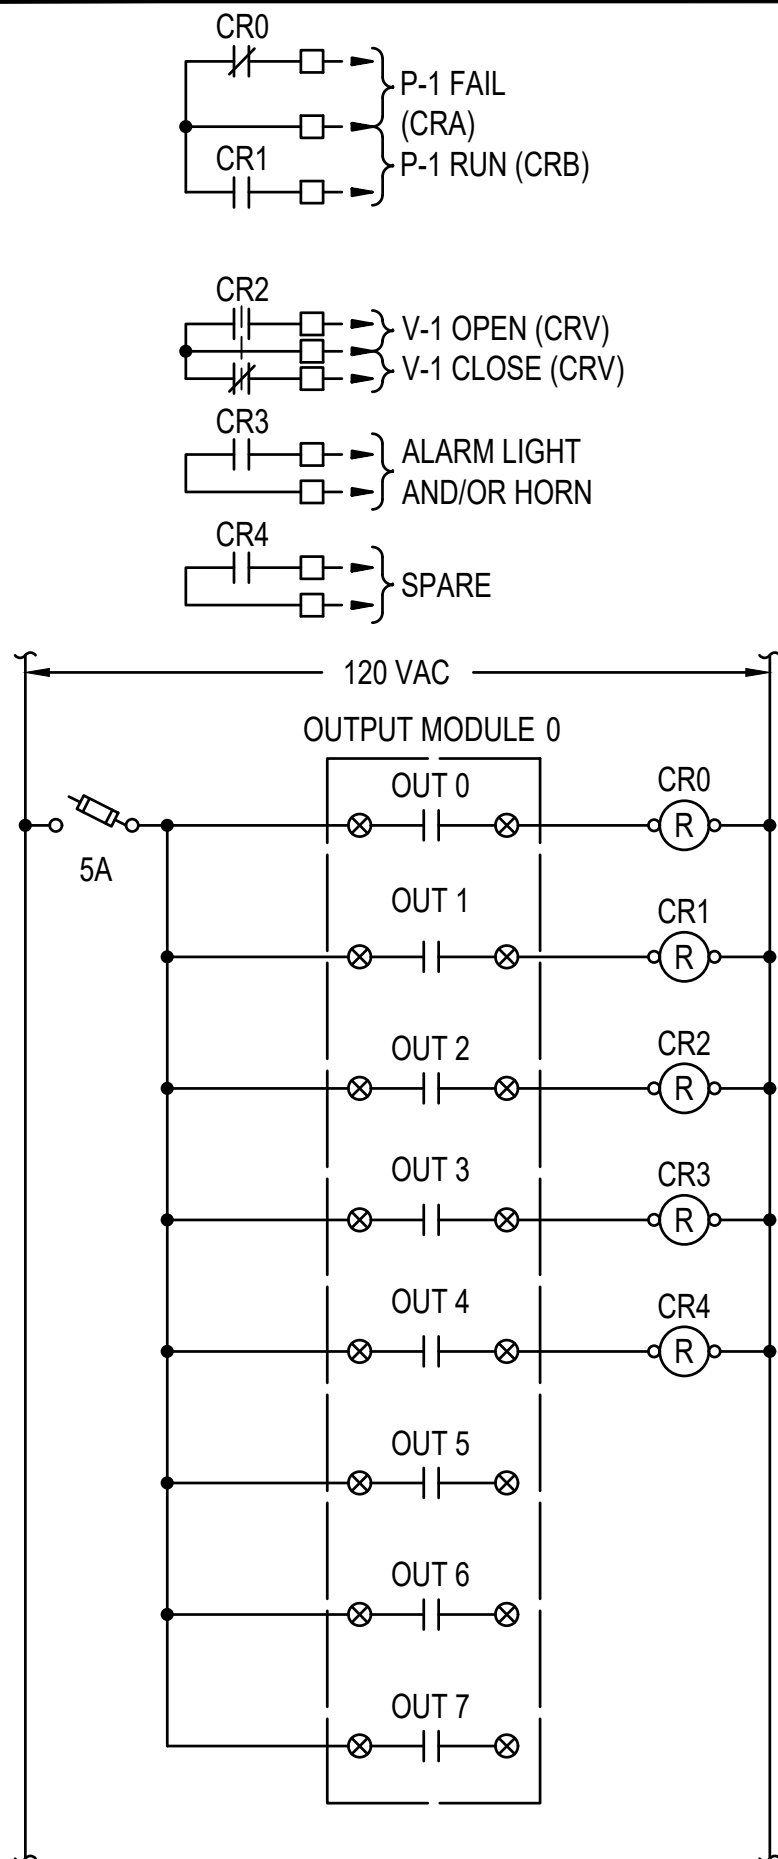 CR0
P-1 FAIL
(CRA)
CR1
P-1 RUN (CRB)
CR2
V-1 OPEN (CRV)
V-1 CLOSE (CRV)
CR3
ALARM LIGHT
AND/OR HORN
CR4
SPARE
120 VAC
OUTPUT MODULE 0
OUT 0
CR0
R
5A
OUT 1
CR1
R
OUT 2
CR2
R
OUT 3
CR3
R
OUT 4
CR4
R
OUT 5
OUT 6
OUT 7